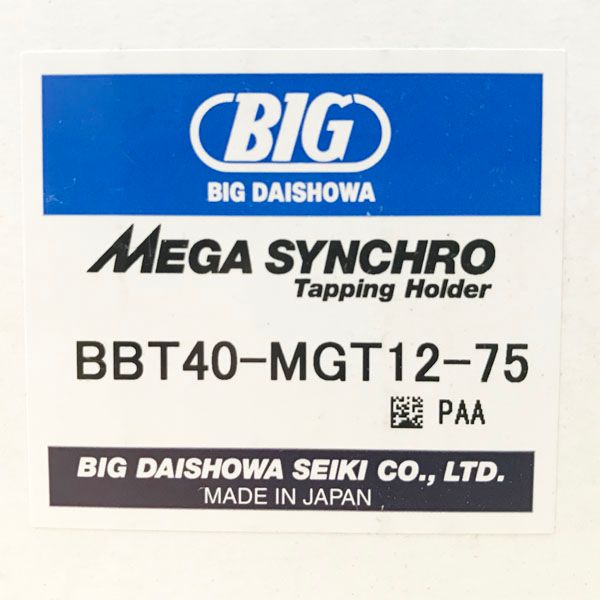 BIG
BIG DAISHOWA
MEGA SYNCHRO
Tapping Holder
BBT40-MGT12-75
PAA
BIG DAISHOWA SEIKI CO., LTD.
MADE IN JAPAN